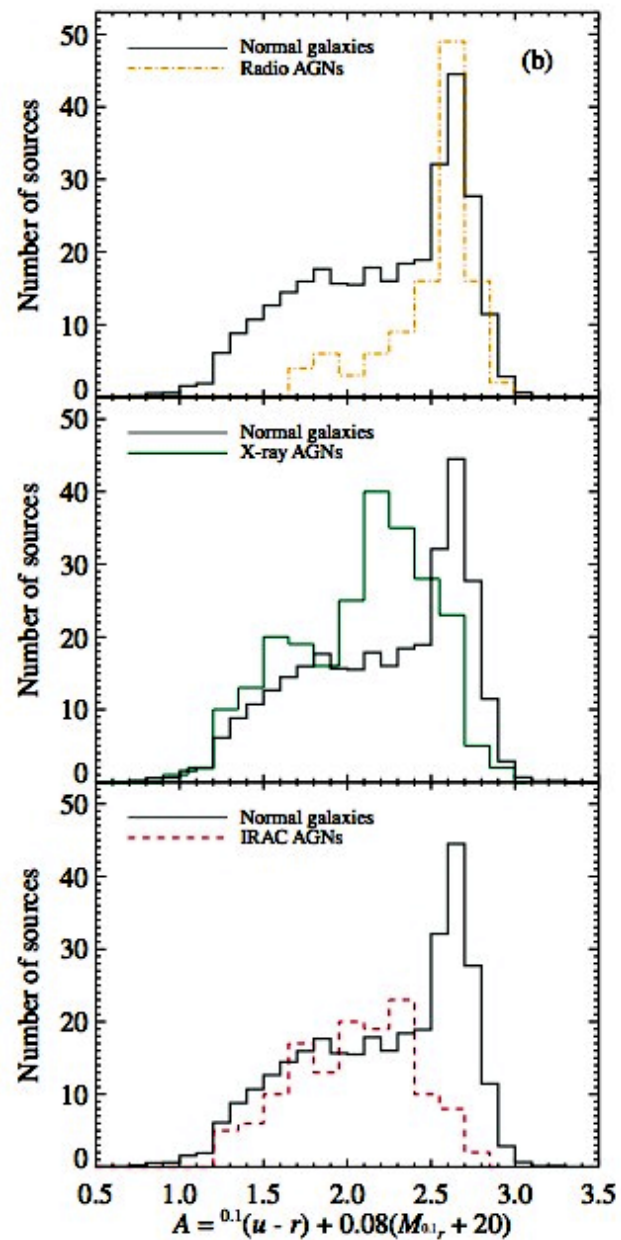 50
Normal galaxies
Radio AGNs
(b)
40
30
20
10
0
Number of sources
50
Normal galaxies
X-ray AGNs
40
30
20
10
0
Number of sources
50
Normal galaxies
IRAC AGNs
40
30
20
10
0
Number of sources
0.5 1.0 1.5 2.0 2.5 3.0 3.5
A = ⁰·¹(u - r) + 0.08(M₀.₁ᵣ + 20)